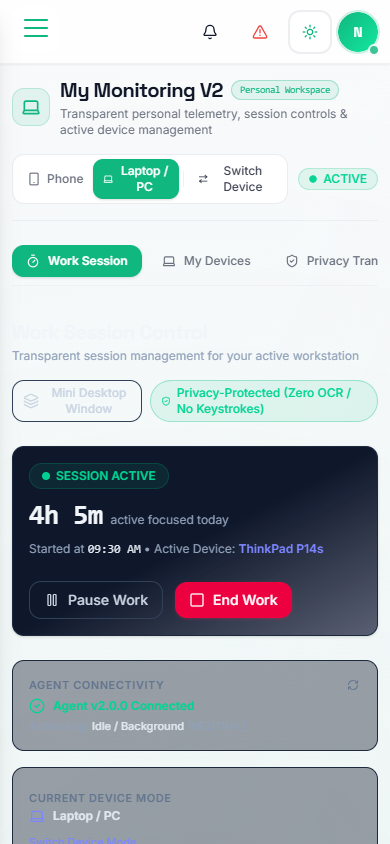 N
My Monitoring V2
Personal Workspace
Transparent personal telemetry, session controls &
active device management
Phone
Laptop /
PC
Switch
Device
ACTIVE
Work Session
My Devices
Privacy Tran
Work Session Control
Transparent session management for your active workstation
Mini Desktop
Window
Privacy-Protected (Zero OCR /
No Keystrokes)
SESSION ACTIVE
4h 5m active focused today
Started at 09:30 AM • Active Device: ThinkPad P14s
Pause Work
End Work
AGENT CONNECTIVITY
Agent v2.0.0 Connected
Idle / Background
CURRENT DEVICE MODE
Laptop / PC
Switch Device Mode